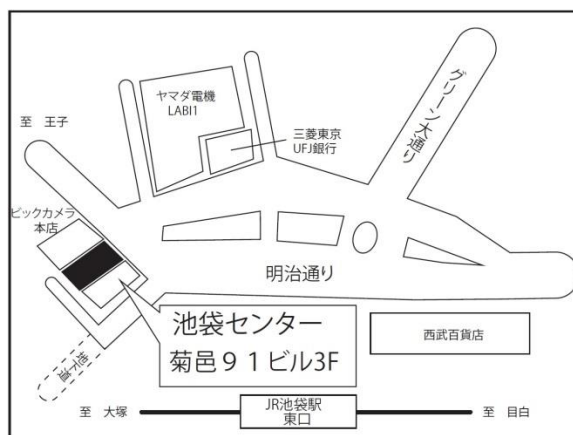 ヤマダ電機
LABI1
グリーン大通り
至　王子
三菱東京
UFJ銀行
ビックカメラ
本店
明治通り
池袋センター
菊邑９１ビル3F
西武百貨店
地下道
JR池袋駅
東口
至　大塚
至　目白